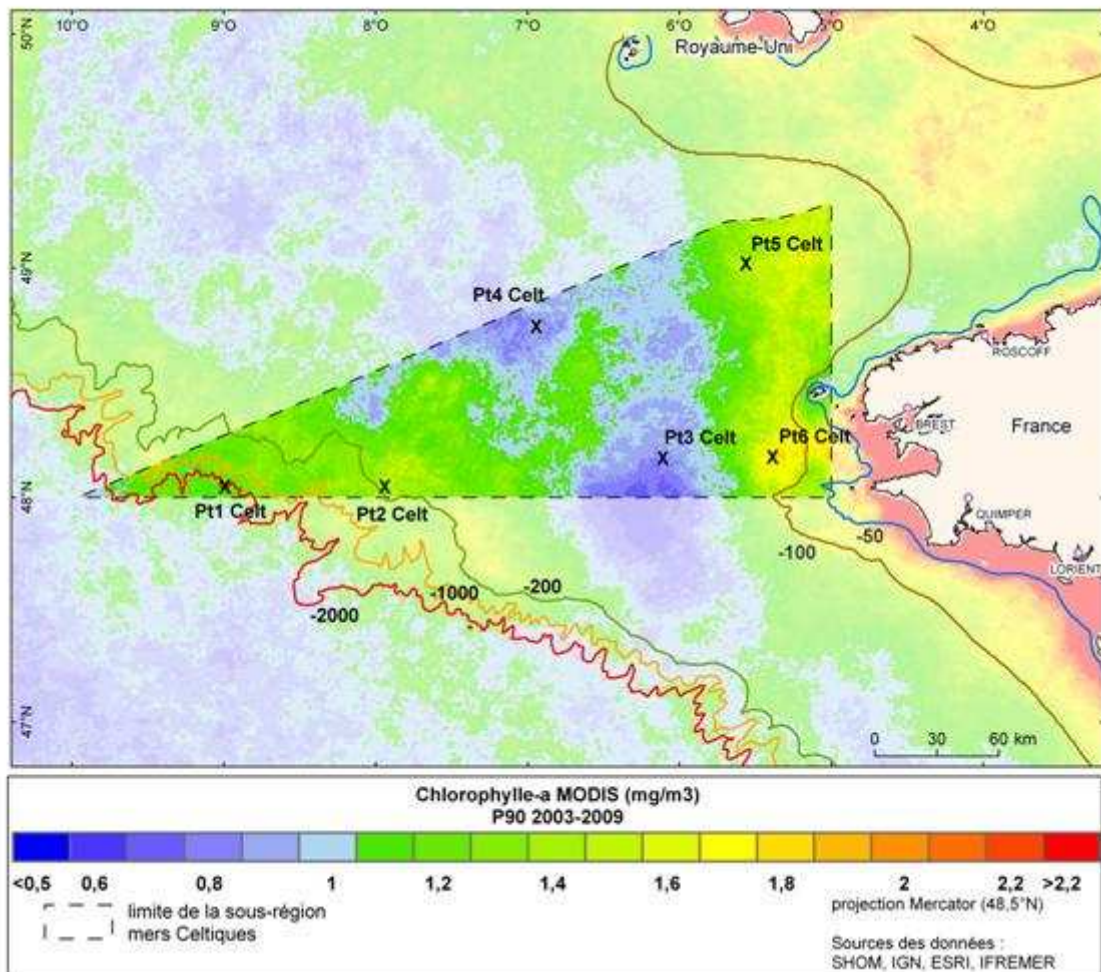 10°O 9°O 8°O 7°O 6°O 5°O 4°O
50°N
Royaume-Uni
Pt5 Celt
49°N
Pt4 Celt
ROSCOFF
Pt3 Celt Pt6 Celt
BREST
France
48°N
Pt1 Celt Pt2 Celt
QUIMPER
-50
-100
LORIENT
-200
-1000
-2000
47°N
0 30 60 km
Chlorophylle-a MODIS (mg/m3)
P90 2003-2009
<0,5 0,6 0,8 1 1,2 1,4 1,6 1,8 2 2,2 >2,2
limite de la sous-région
mers Celtiques
projection Mercator (48,5°N)
Sources des données :
SHOM, IGN, ESRI, IFREMER